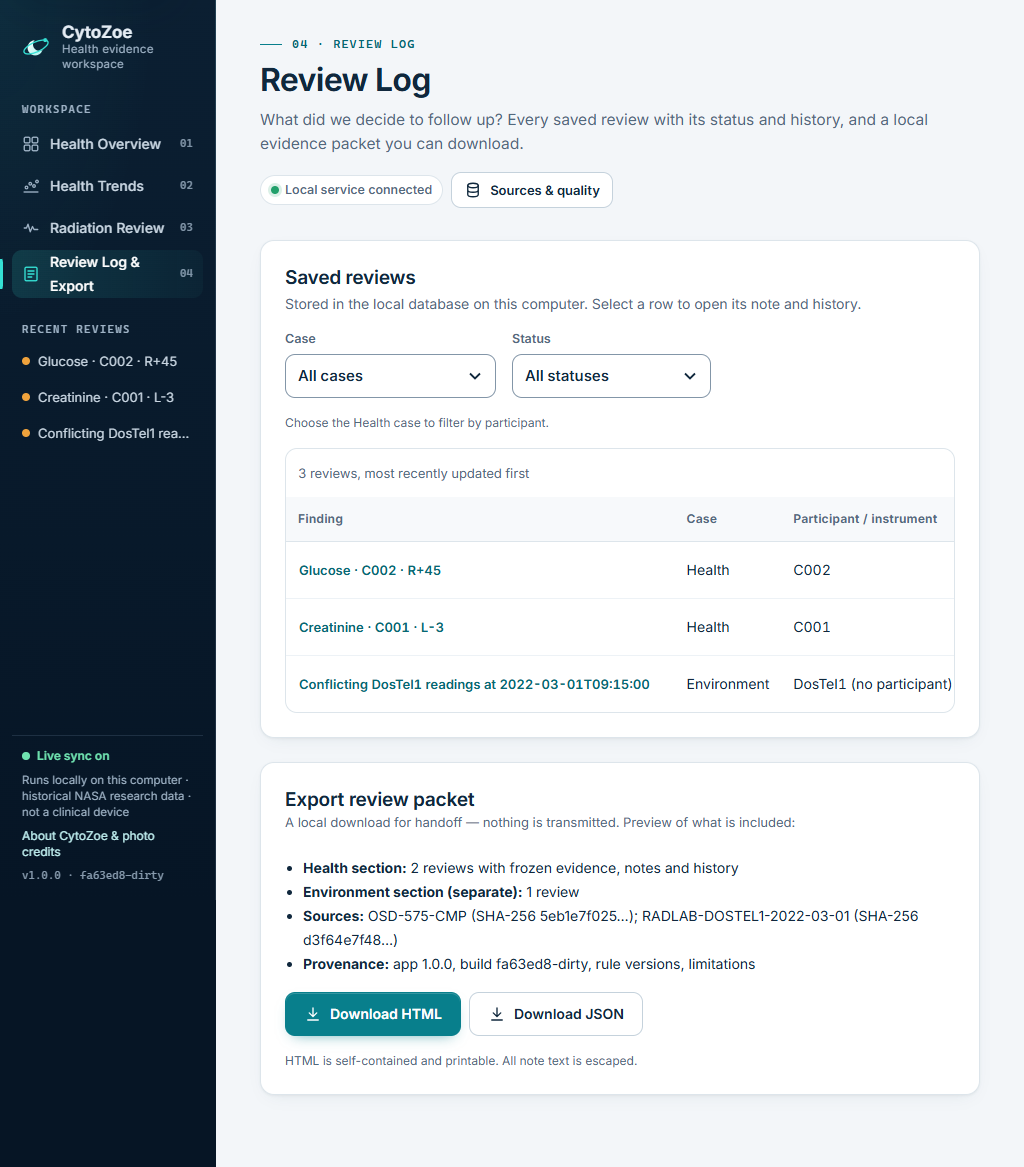 CytoZoe
Health evidence
workspace
WORKSPACE
Health Overview 01
Health Trends 02
Radiation Review 03
Review Log &
Export 04
RECENT REVIEWS
Glucose · C002 · R+45
Creatinine · C001 · L-3
Conflicting DosTel1 rea...
Live sync on
Runs locally on this computer ·
historical NASA research data ·
not a clinical device
About CytoZoe & photo
credits
v1.0.0 · fa63ed8-dirty
04 · REVIEW LOG
Review Log
What did we decide to follow up? Every saved review with its status and history, and a local
evidence packet you can download.
Local service connected
Sources & quality
Saved reviews
Stored in the local database on this computer. Select a row to open its note and history.
Case Status
All cases All statuses
Choose the Health case to filter by participant.
3 reviews, most recently updated first
Finding Case Participant / instrument
Glucose · C002 · R+45 Health C002
Creatinine · C001 · L-3 Health C001
Conflicting DosTel1 readings at 2022-03-01T09:15:00 Environment DosTel1 (no participant)
Export review packet
A local download for handoff — nothing is transmitted. Preview of what is included:
• Health section: 2 reviews with frozen evidence, notes and history
• Environment section (separate): 1 review
• Sources: OSD-575-CMP (SHA-256 5eb1e7f025…); RADLAB-DOSTEL1-2022-03-01 (SHA-256
d3f64e7f48…)
• Provenance: app 1.0.0, build fa63ed8-dirty, rule versions, limitations
Download HTML Download JSON
HTML is self-contained and printable. All note text is escaped.